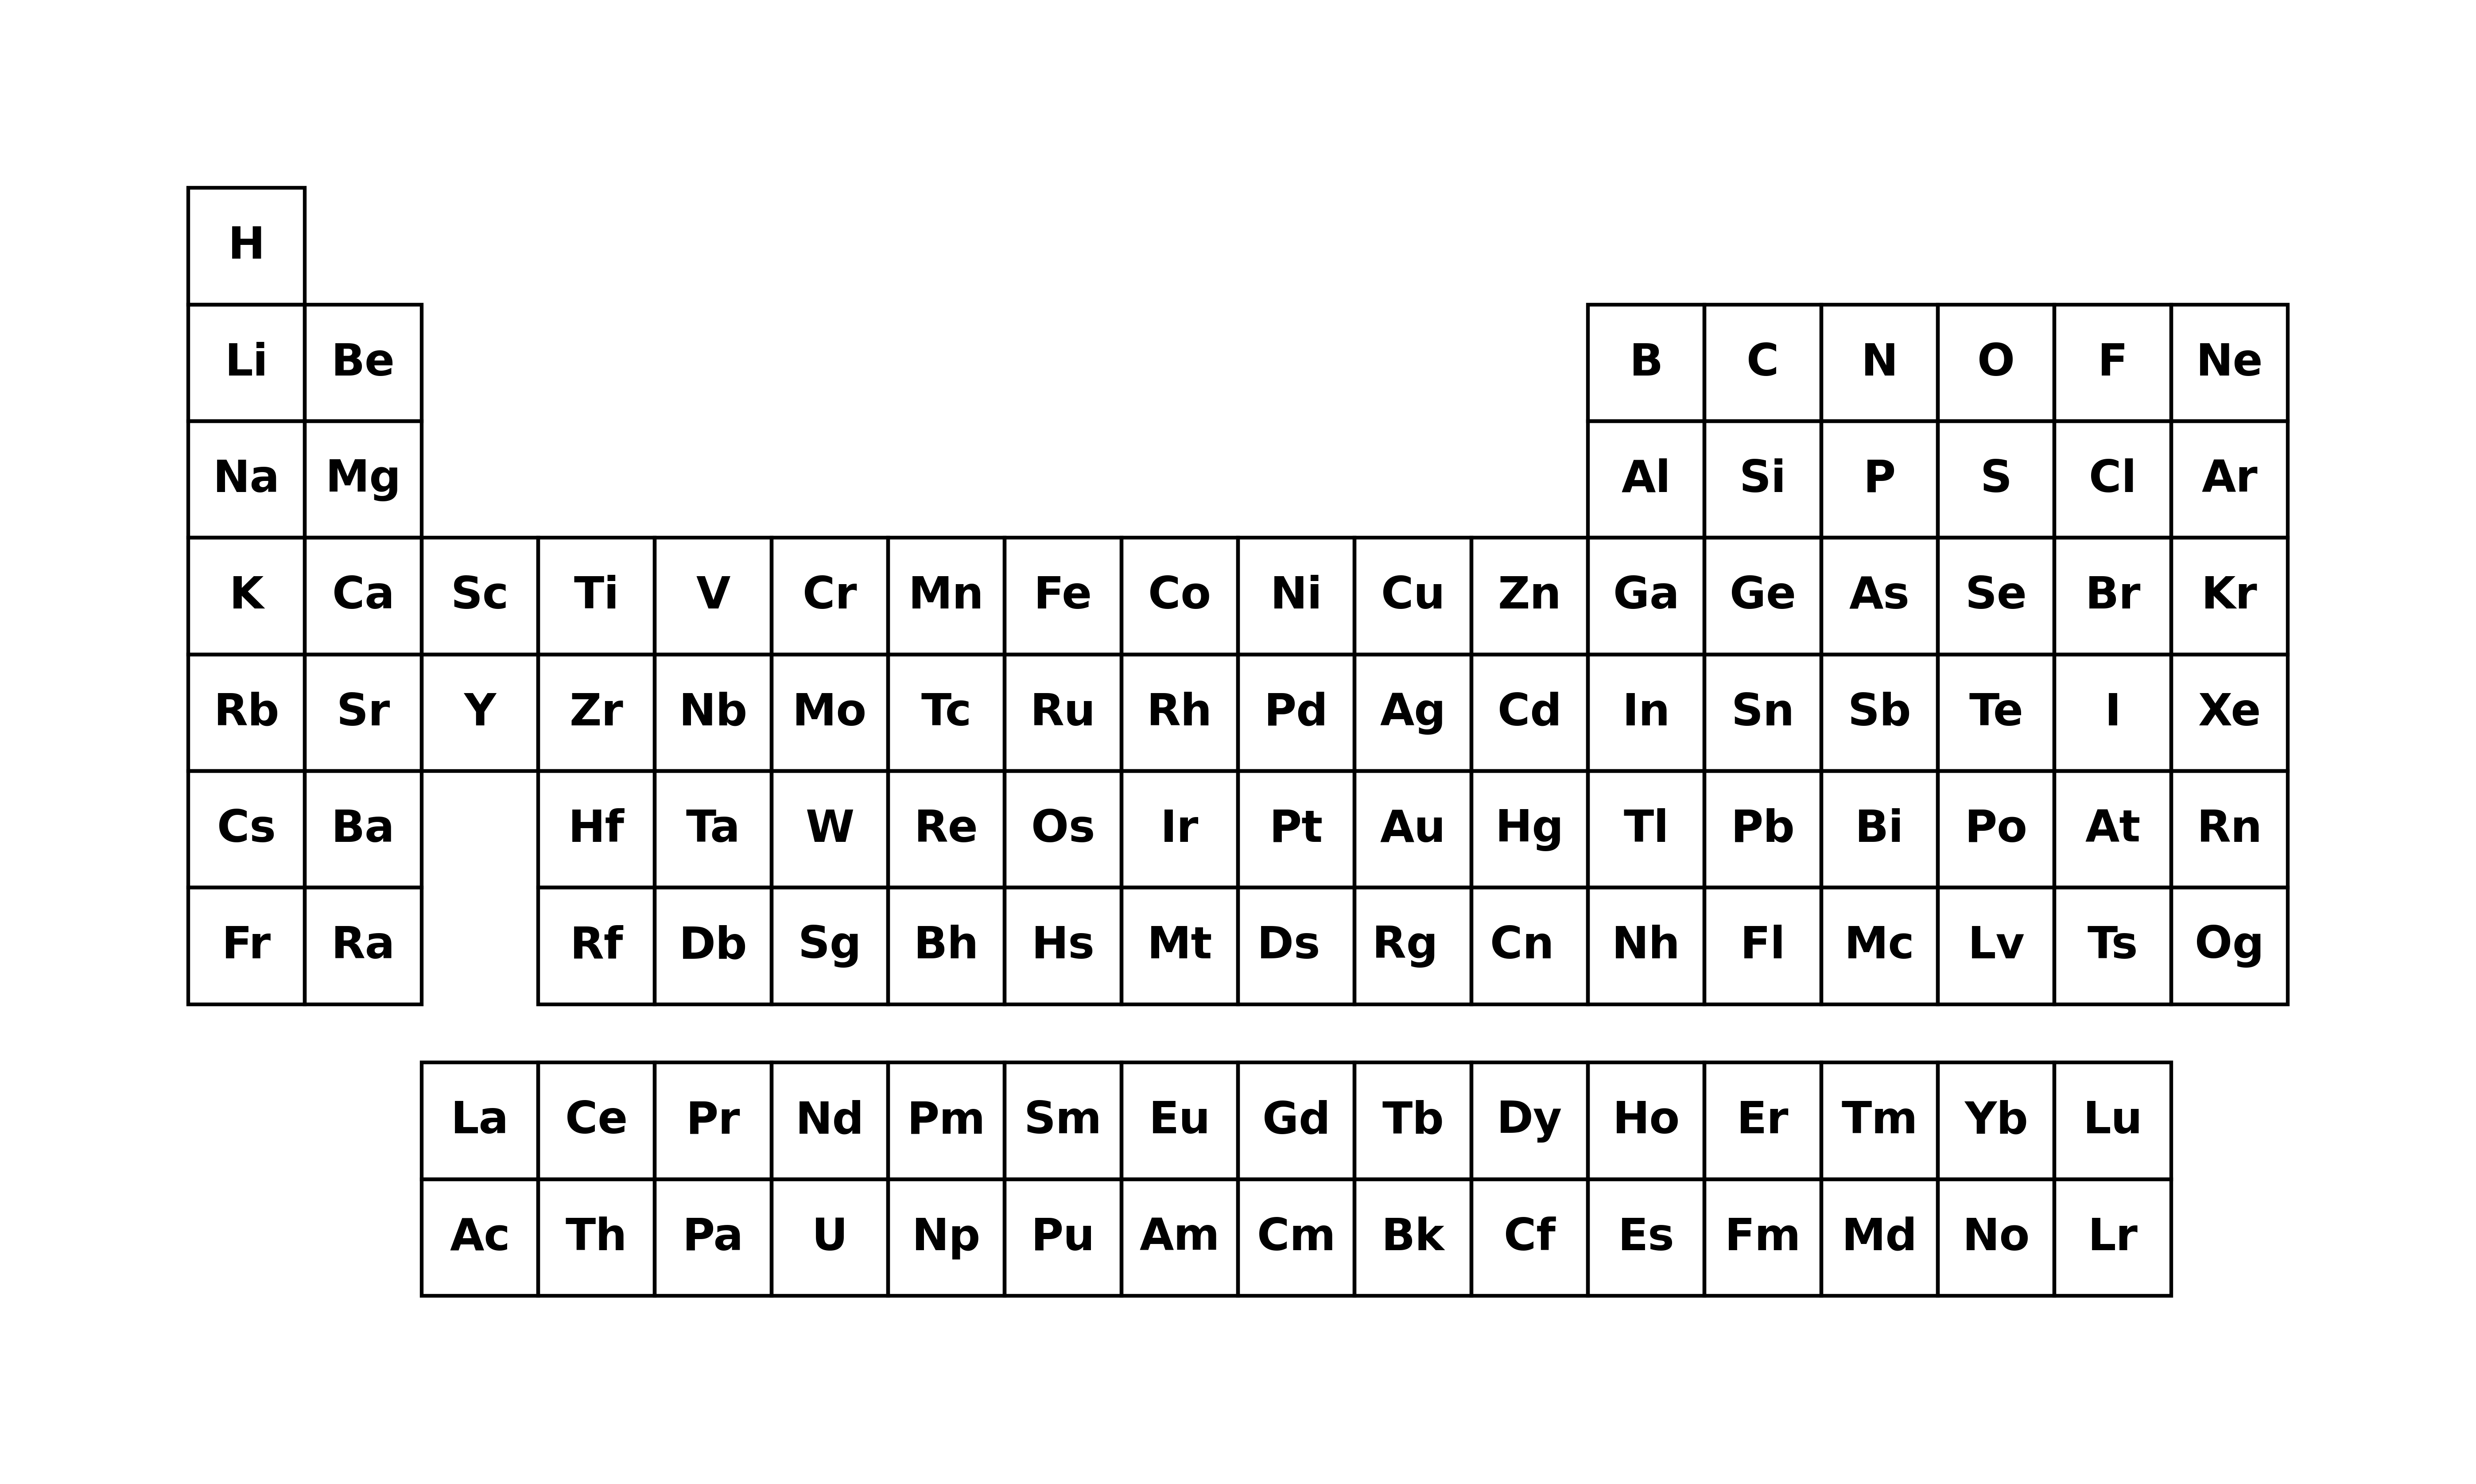 H
Li Be B C N O F Ne
Na Mg Al Si P S Cl Ar
K Ca Sc Ti V Cr Mn Fe Co Ni Cu Zn Ga Ge As Se Br Kr
Rb Sr Y Zr Nb Mo Tc Ru Rh Pd Ag Cd In Sn Sb Te I Xe
Cs Ba Hf Ta W Re Os Ir Pt Au Hg Tl Pb Bi Po At Rn
Fr Ra Rf Db Sg Bh Hs Mt Ds Rg Cn Nh Fl Mc Lv Ts Og
La Ce Pr Nd Pm Sm Eu Gd Tb Dy Ho Er Tm Yb Lu
Ac Th Pa U Np Pu Am Cm Bk Cf Es Fm Md No Lr